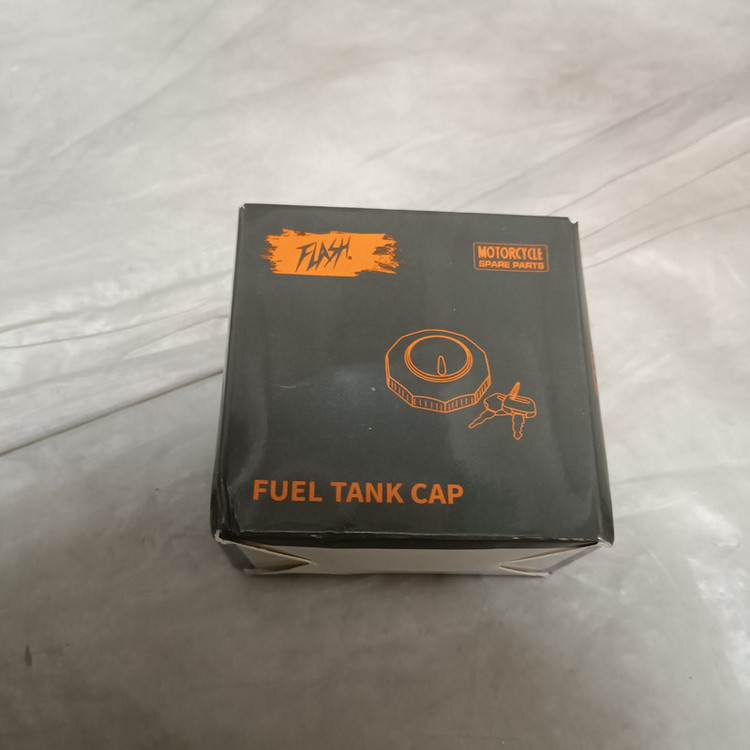 FLASH.
MOTORCYCLE
SPARE PARTS
FUEL TANK CAP